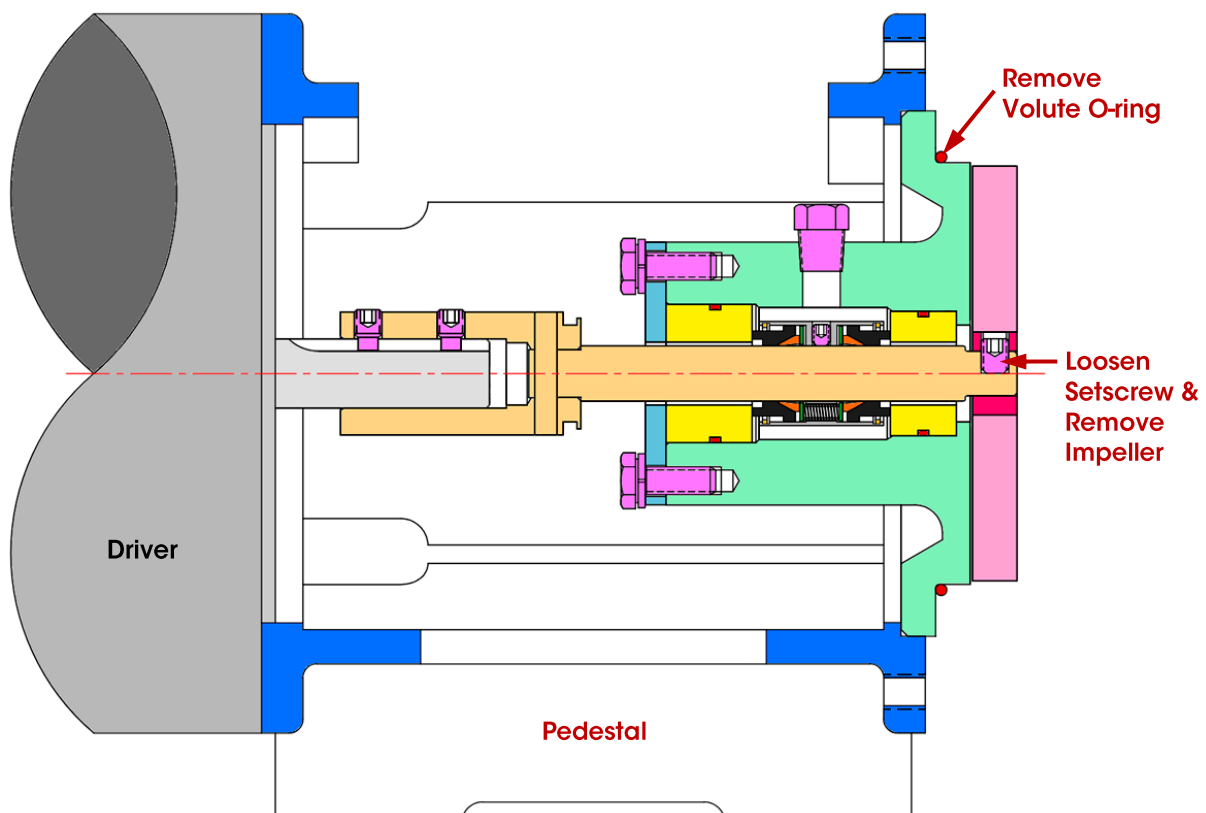 Remove
Volute O-ring
Loosen
Setscrew &
Remove
Impeller
Driver
Pedestal